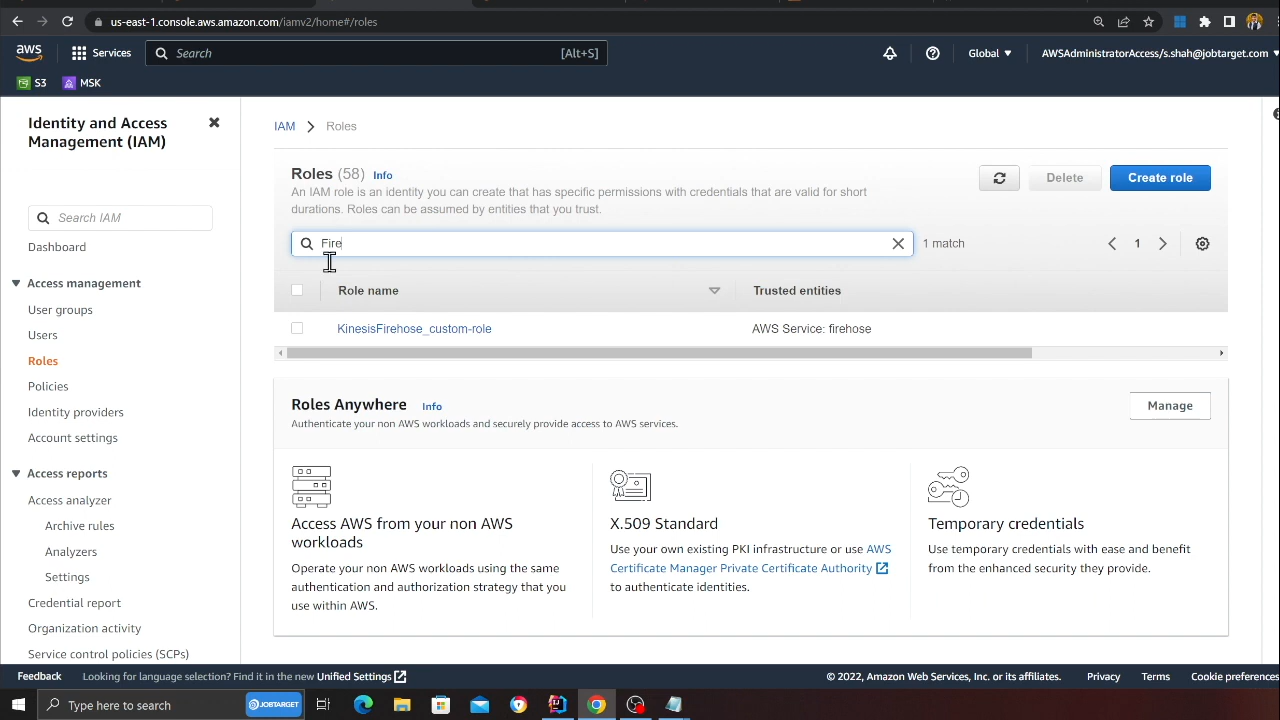 us-east-1.console.aws.amazon.com/iamv2/home#/roles
aws
Services
Search
[Alt+S]
Global
AWSAdministratorAccess/s.shah@jobtarget.com
S3
MSK
Identity and Access
Management (IAM)
Search IAM
Dashboard
Access management
User groups
Users
Roles
Policies
Identity providers
Account settings
Access reports
Access analyzer
Archive rules
Analyzers
Settings
Credential report
Organization activity
Service control policies (SCPs)
IAM
Roles
Roles (58) Info
An IAM role is an identity you can create that has specific permissions with credentials that are valid for short
durations. Roles can be assumed by entities that you trust.
Delete
Create role
Fire
1 match
1
Role name
Trusted entities
KinesisFirehose_custom-role
AWS Service: firehose
Roles Anywhere Info
Authenticate your non AWS workloads and securely provide access to AWS services.
Manage
Access AWS from your non AWS
workloads
Operate your non AWS workloads using the same
authentication and authorization strategy that you
use within AWS.
X.509 Standard
Use your own existing PKI infrastructure or use AWS
Certificate Manager Private Certificate Authority
to authenticate identities.
Temporary credentials
Use temporary credentials with ease and benefit
from the enhanced security they provide.
Feedback
Looking for language selection? Find it in the new Unified Settings
© 2022, Amazon Web Services, Inc. or its affiliates.
Privacy
Terms
Cookie preferences
Type here to search
JOBTARGET